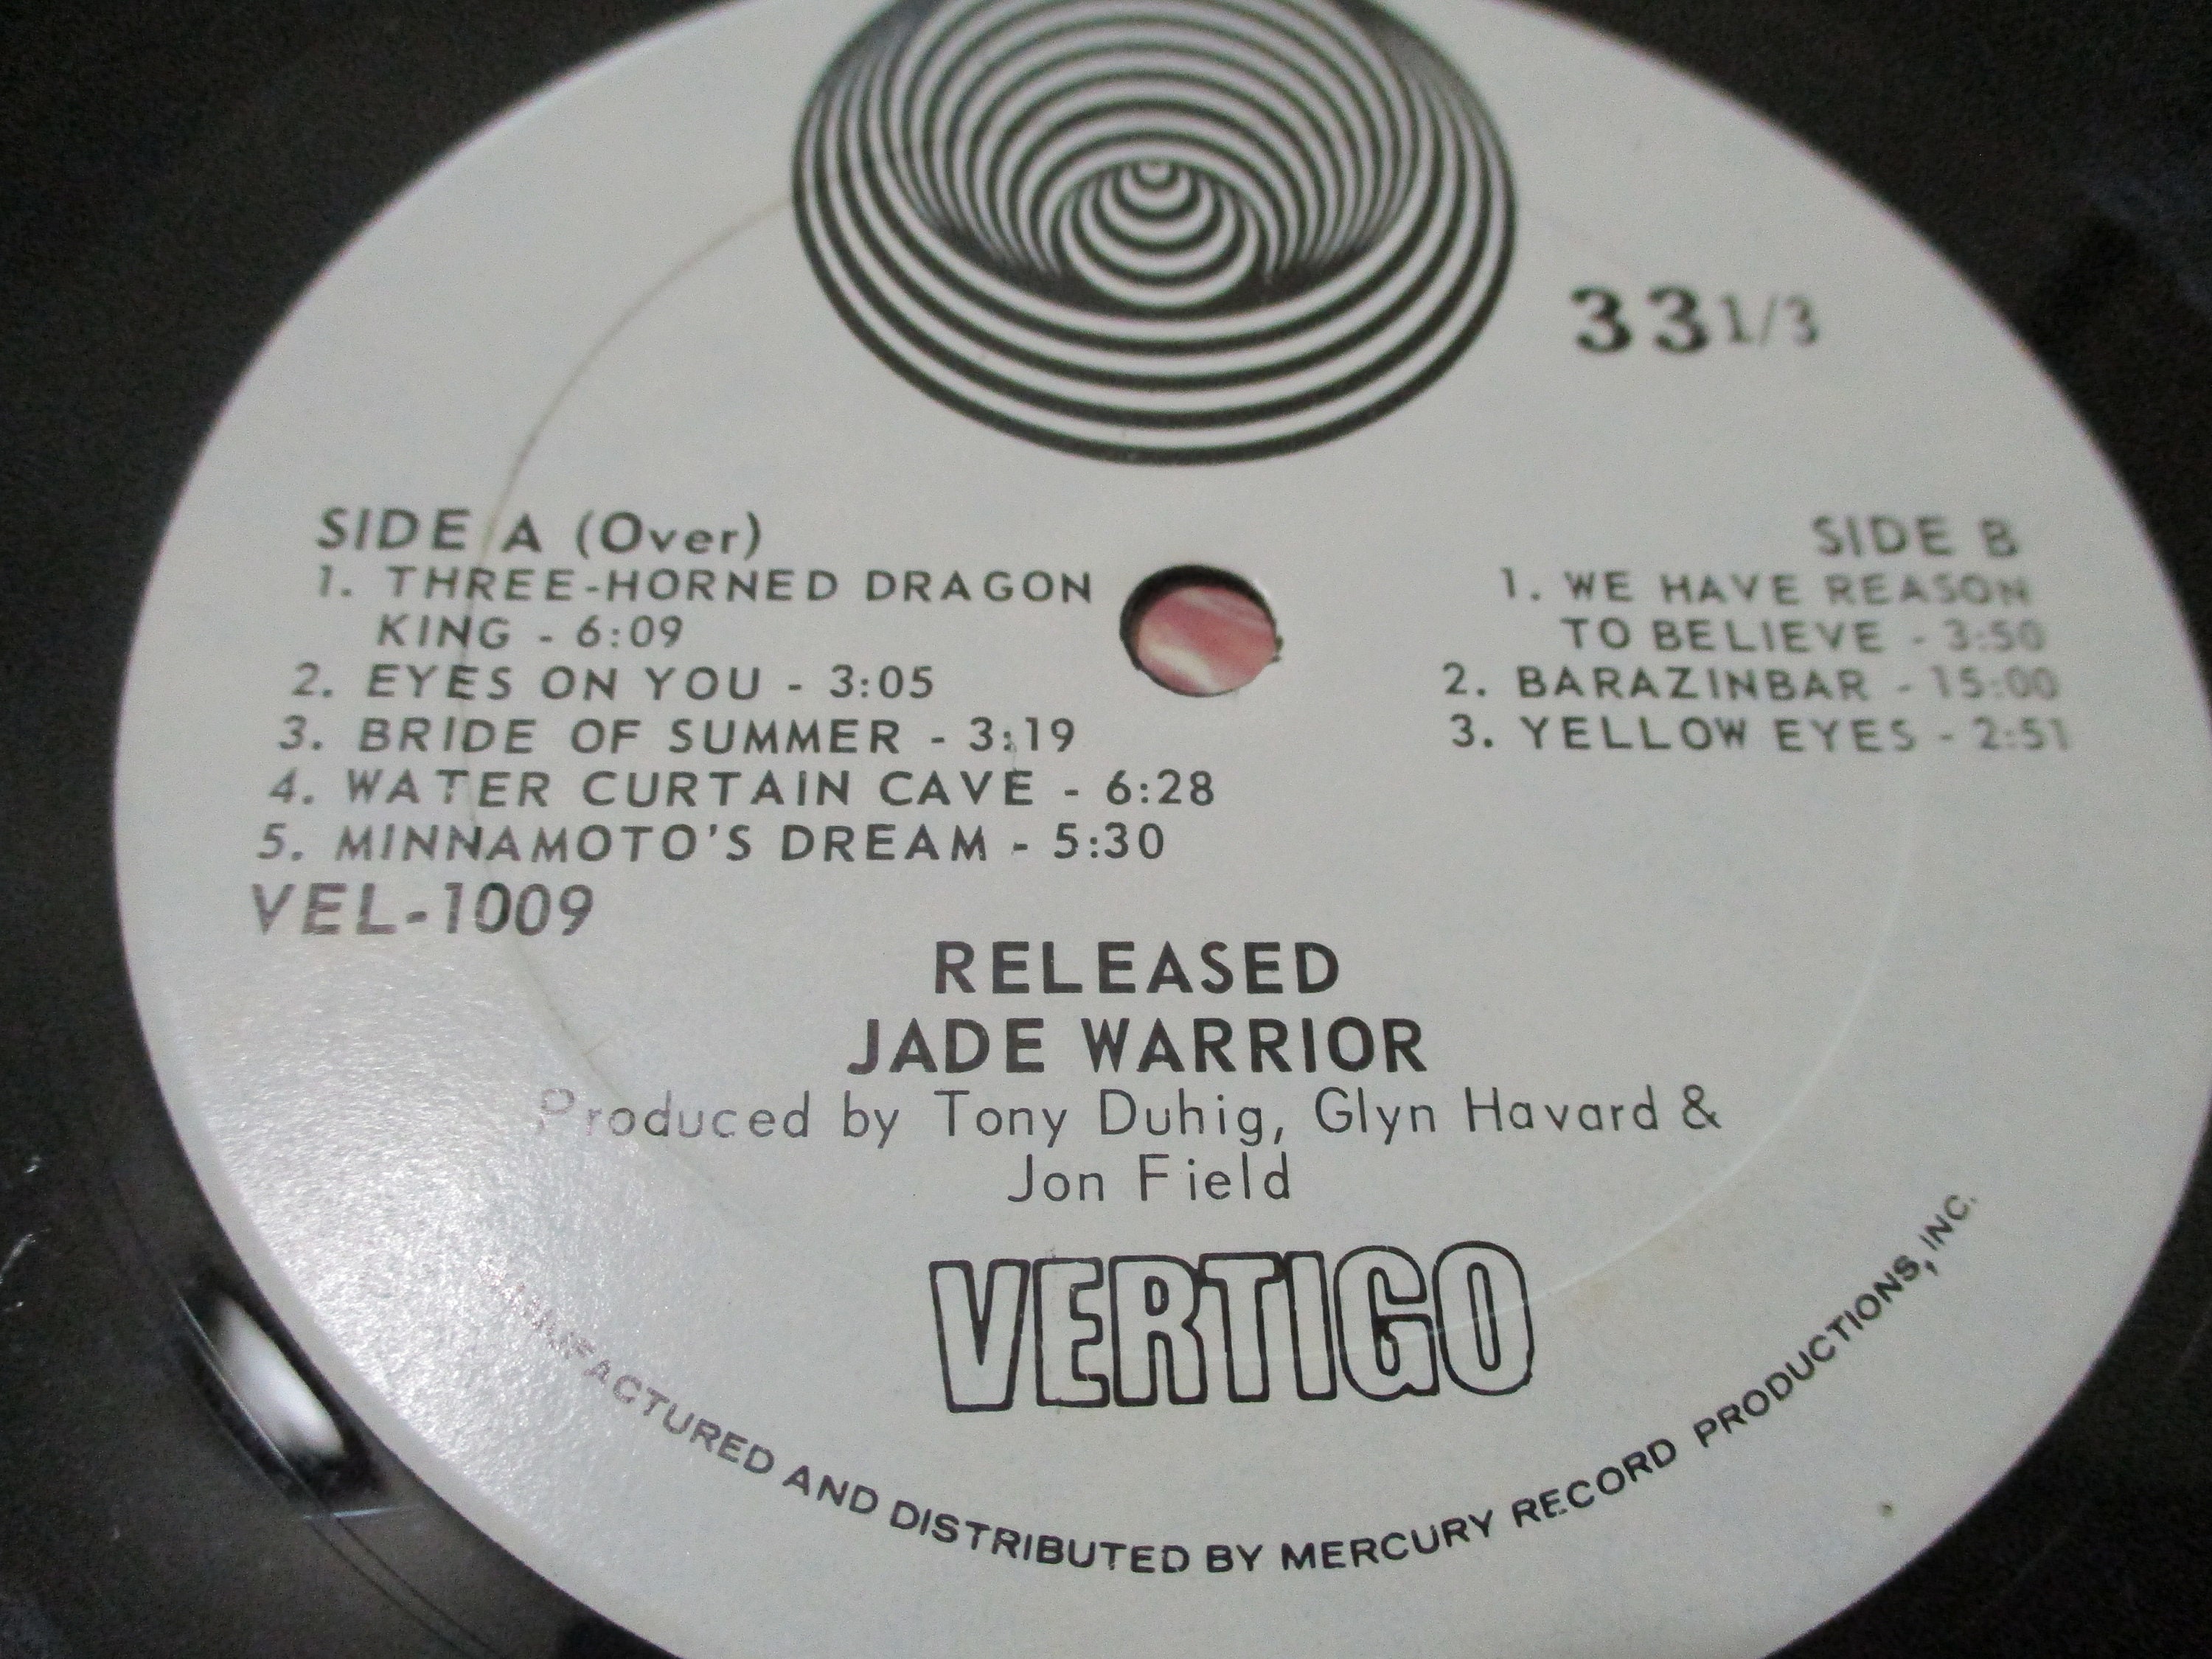 33 1/3
SIDE A (Over)
1. THREE-HORNED DRAGON
KING - 6:09
2. EYES ON YOU - 3:05
3. BRIDE OF SUMMER - 3:19
4. WATER CURTAIN CAVE - 6:28
5. MINNAMOTO'S DREAM - 5:30
VEL-1009
SIDE B
1. WE HAVE REASON
TO BELIEVE - 3:50
2. BARAZINBAR - 15:00
3. YELLOW EYES - 2:51
RELEASED
JADE WARRIOR
Produced by Tony Duhig, Glyn Havard &
Jon Field
VERTIGO
MANUFACTURED AND DISTRIBUTED BY MERCURY RECORD PRODUCTIONS, INC.